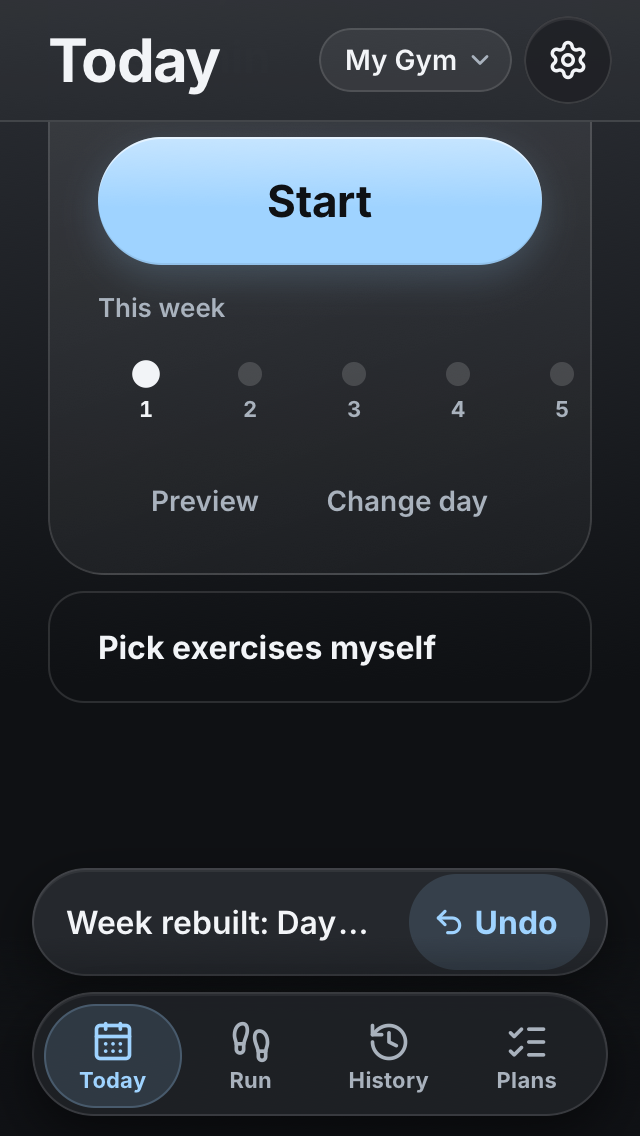 Today
My Gym
Start
This week
1 2 3 4 5
Preview Change day
Pick exercises myself
Week rebuilt: Day…
Undo
Today Run History Plans